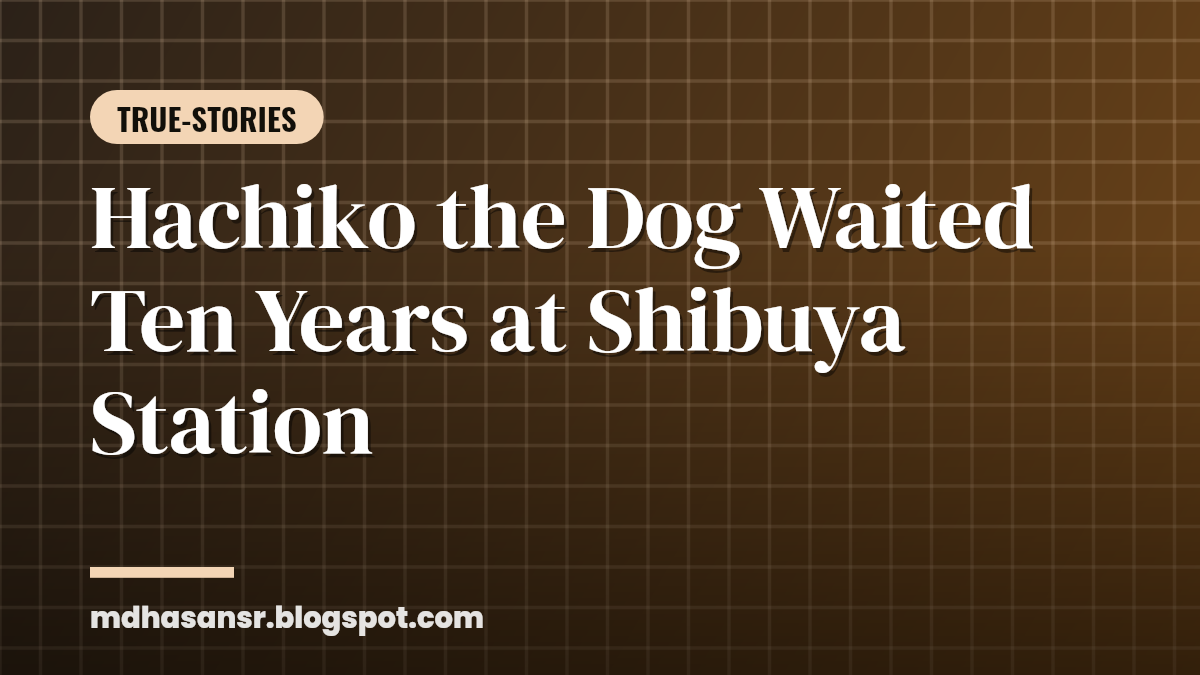 TRUE-STORIES
Hachiko the Dog Waited
Ten Years at Shibuya
Station
mdhasansr.blogspot.com